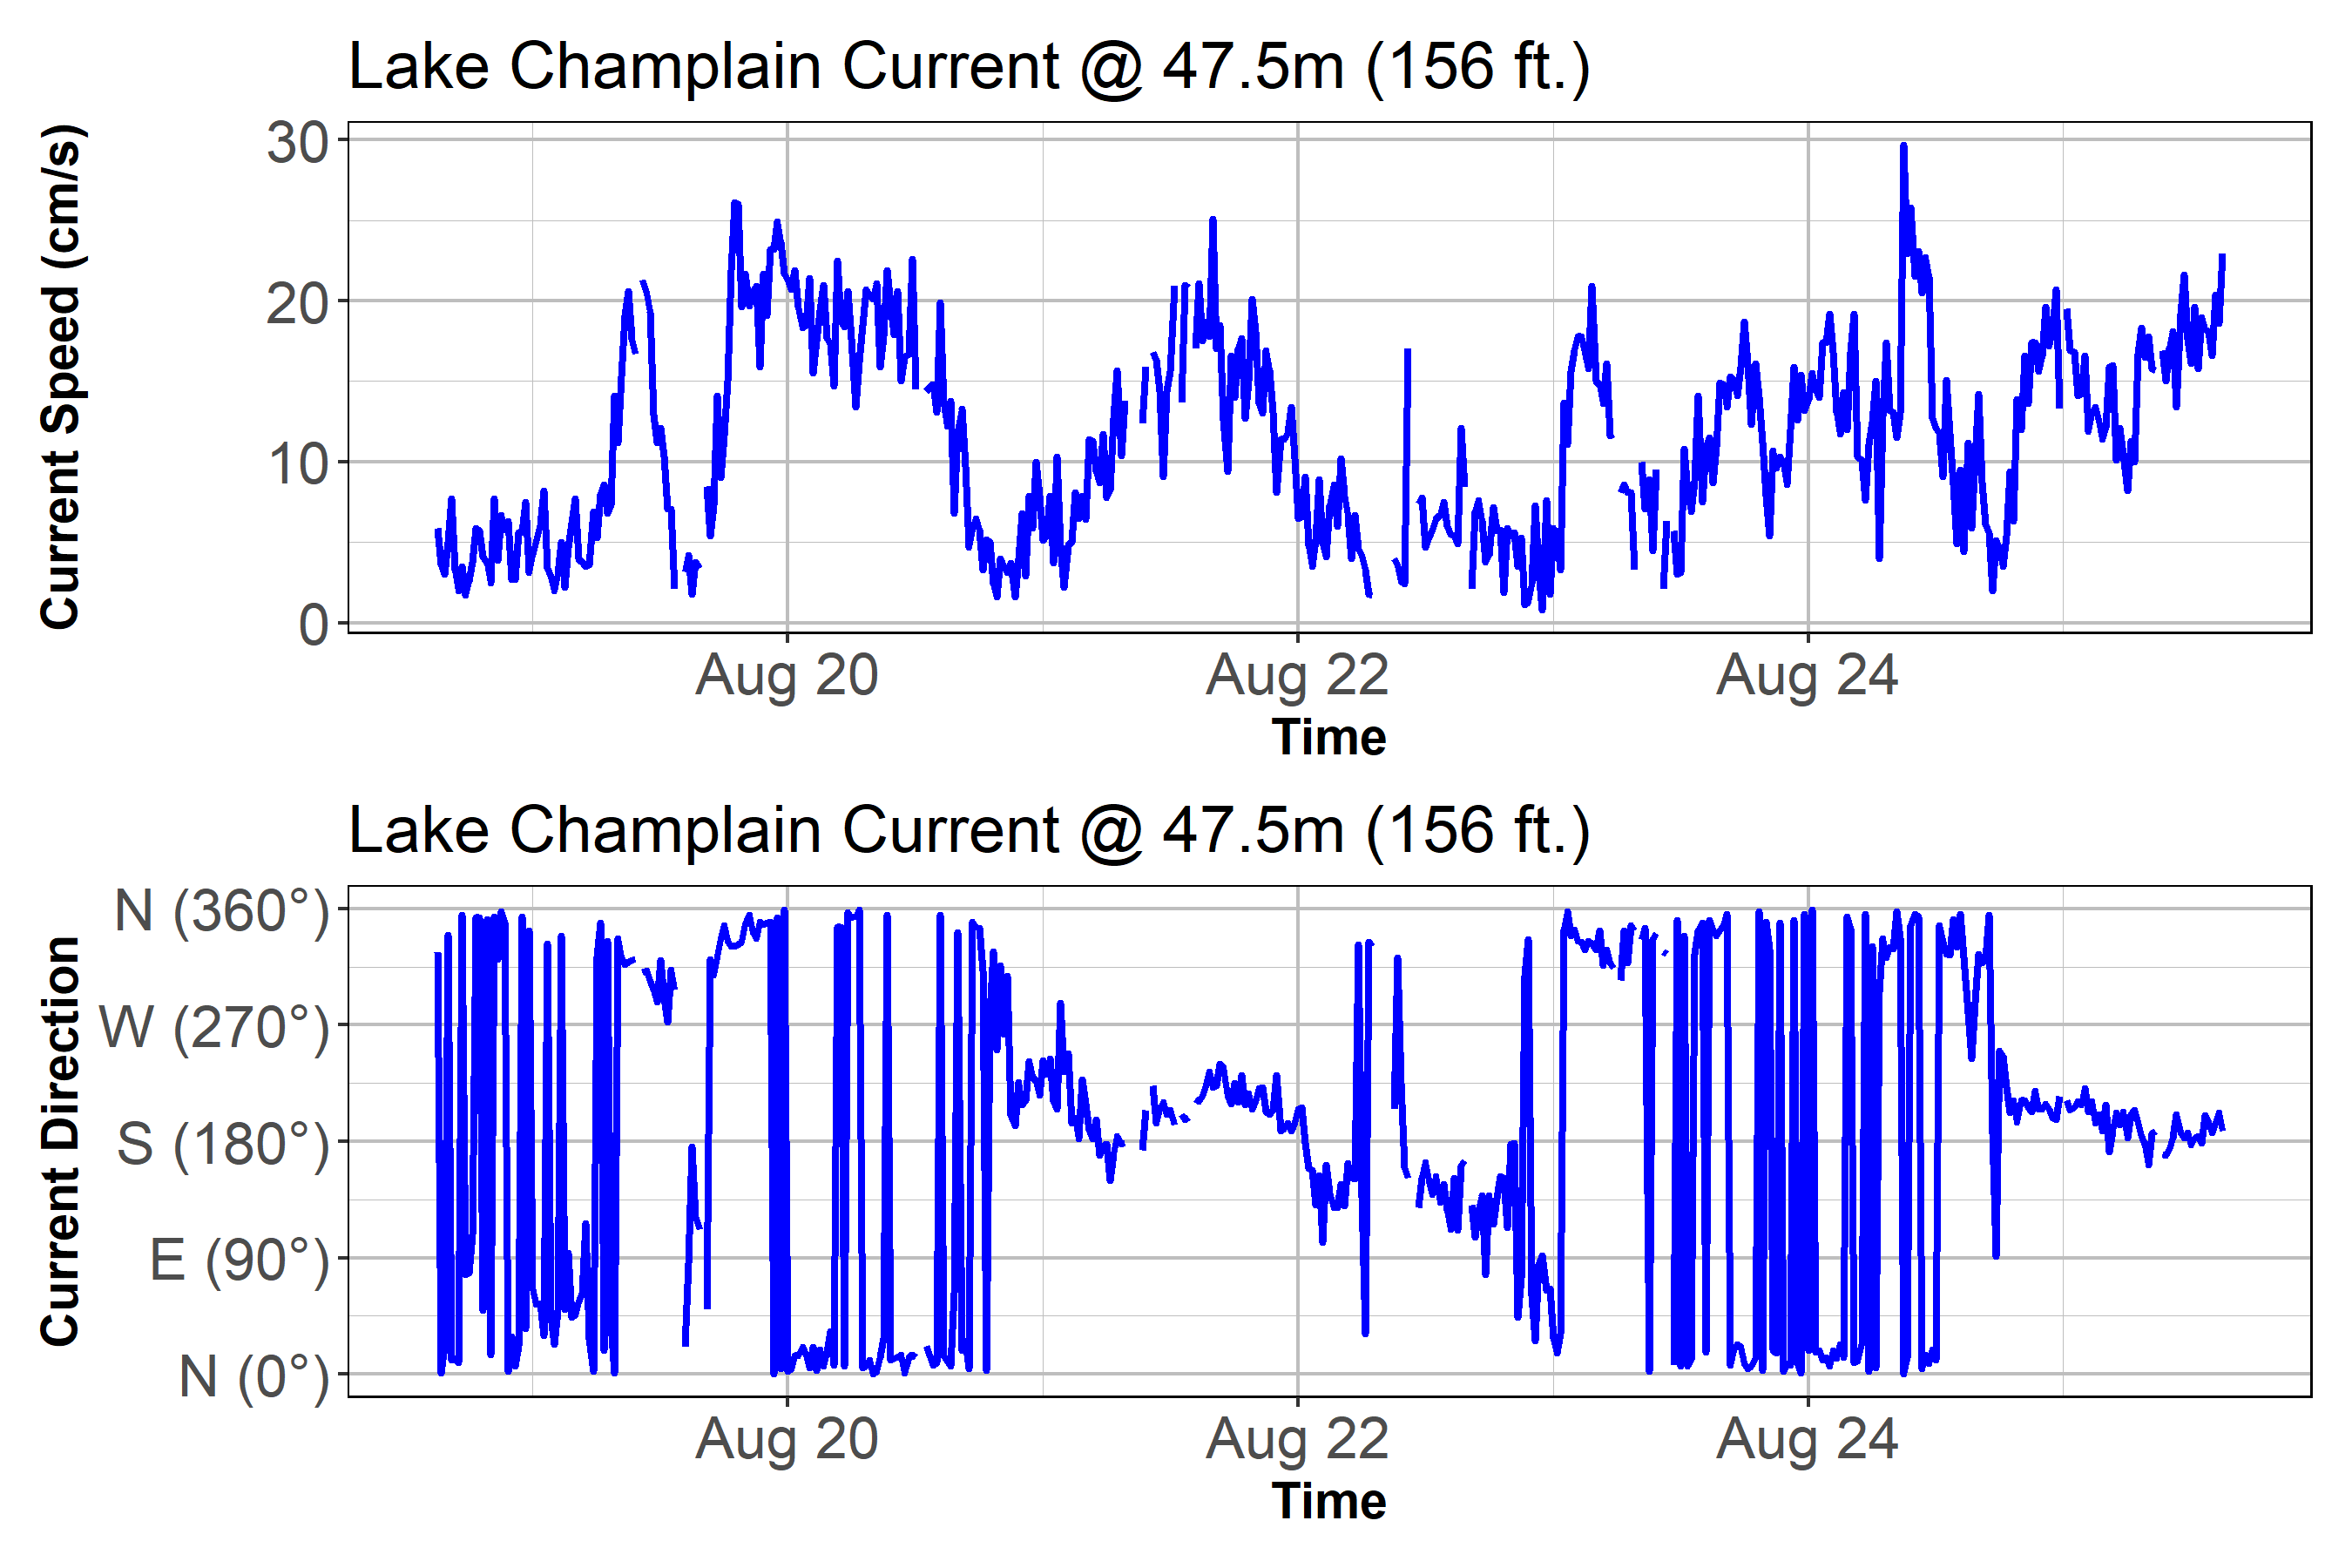 Lake Champlain Current @ 47.5m (156 ft.)
Current Speed (cm/s)
30
20
10
0
Aug 20 Aug 22 Aug 24
Time
Lake Champlain Current @ 47.5m (156 ft.)
Current Direction
N (360°)
W (270°)
S (180°)
E (90°)
N (0°)
Aug 20 Aug 22 Aug 24
Time